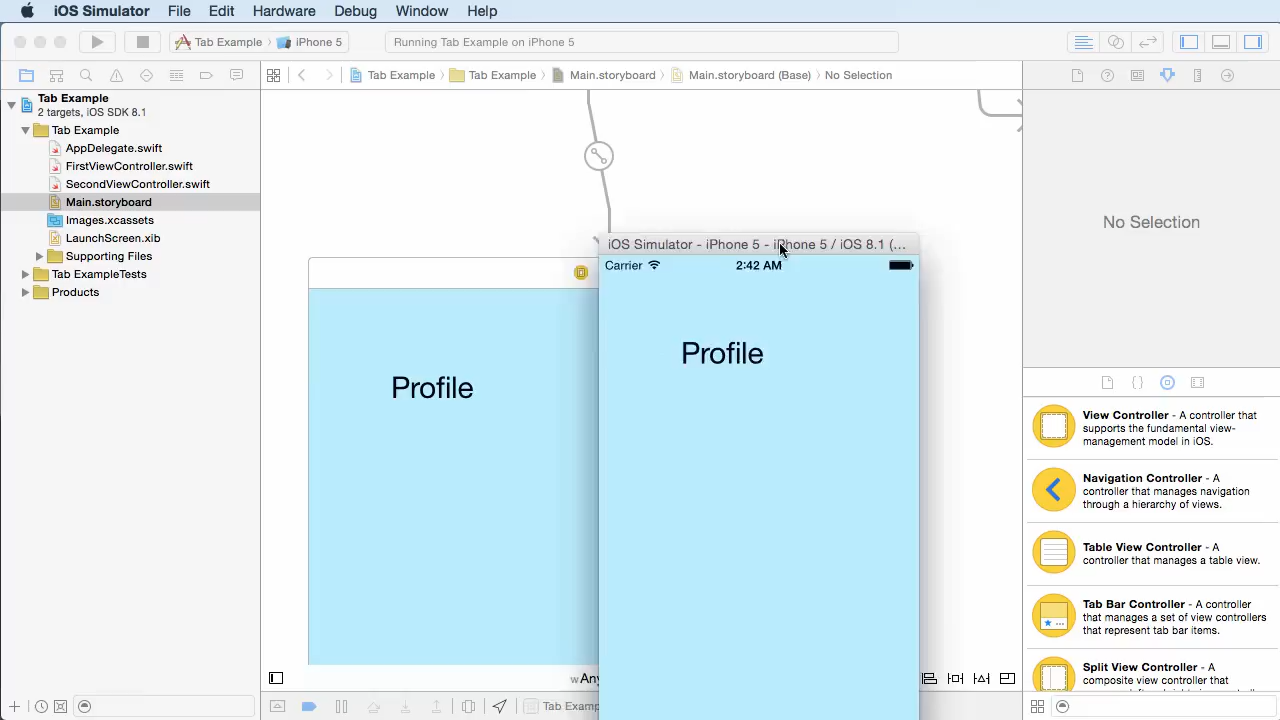 iOS Simulator File Edit Hardware Debug Window Help
Tab Example iPhone 5 Running Tab Example on iPhone 5
Tab Example Tab Example Main.storyboard Main.storyboard (Base) No Selection
Tab Example
2 targets, iOS SDK 8.1
Tab Example
AppDelegate.swift
FirstViewController.swift
SecondViewController.swift
Main.storyboard
Images.xcassets
LaunchScreen.xib
Supporting Files
Tab ExampleTests
Products
iOS Simulator - iPhone 5 - iPhone 5 / iOS 8.1 (...
Carrier 2:42 AM
Profile
Profile
wAny
Tab Examp
No Selection
View Controller - A controller that
supports the fundamental view-
management model in iOS.
Navigation Controller - A
controller that manages navigation
through a hierarchy of views.
Table View Controller - A
controller that manages a table view.
Tab Bar Controller - A controller
that manages a set of view controllers
that represent tab bar items.
Split View Controller - A
composite view controller that